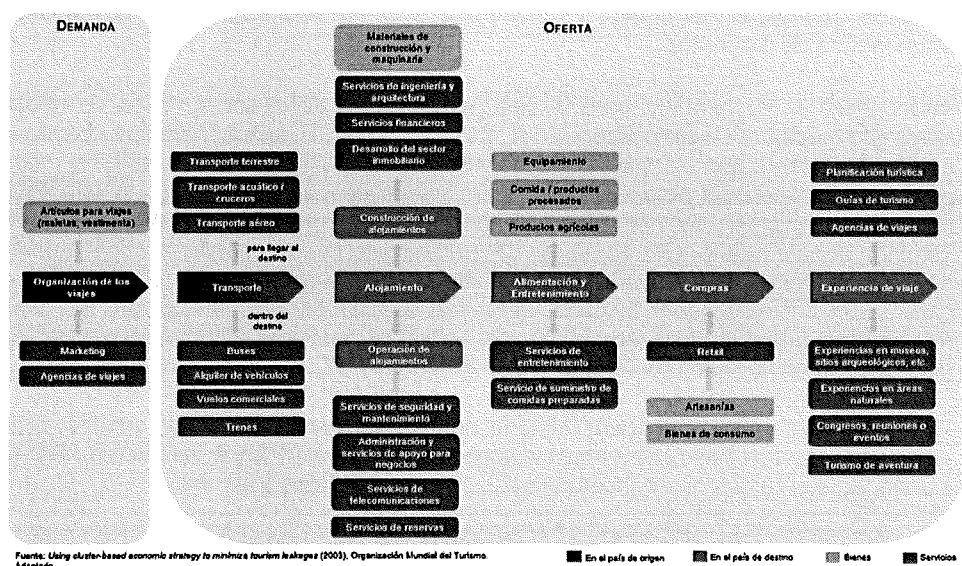 DEMANDA
Artículos para viajes
(maletas, vestimenta)
Organización de los
viajes
Marketing
Agencias de viajes
OFERTA
Transporte terrestre
Transporte acuático /
cruceros
Transporte aéreo
para llegar al
destino
Transporte
dentro del
destino
Buses
Alquiler de vehículos
Vuelos comerciales
Trenes
Materiales de
construcción y
maquinaria
Servicios de ingeniería y
arquitectura
Servicios financieros
Desarrollo del sector
inmobiliario
Construcción de
alojamientos
Alojamiento
Operación de
alojamientos
Servicios de seguridad y
mantenimiento
Administración y
servicios de apoyo para
negocios
Servicios de
telecomunicaciones
Servicios de reservas
Equipamiento
Comida / productos
procesados
Productos agrícolas
Alimentación y
Entretenimiento
Servicios de
entretenimiento
Servicio de suministro de
comidas preparadas
Compras
Retail
Artesanías
Bienes de consumo
Planificación turística
Guías de turismo
Agencias de viajes
Experiencia de viaje
Experiencias en museos,
sitios arqueológicos, etc
Experiencias en áreas
naturales
Congresos, reuniones o
eventos
Turismo de aventura
Fuente: Using cluster-based economic strategy to minimize tourism leakages (2003), Organización Mundial del Turismo.
Adaptado
En el país de origen
En el país de destino
Bienes
Servicios